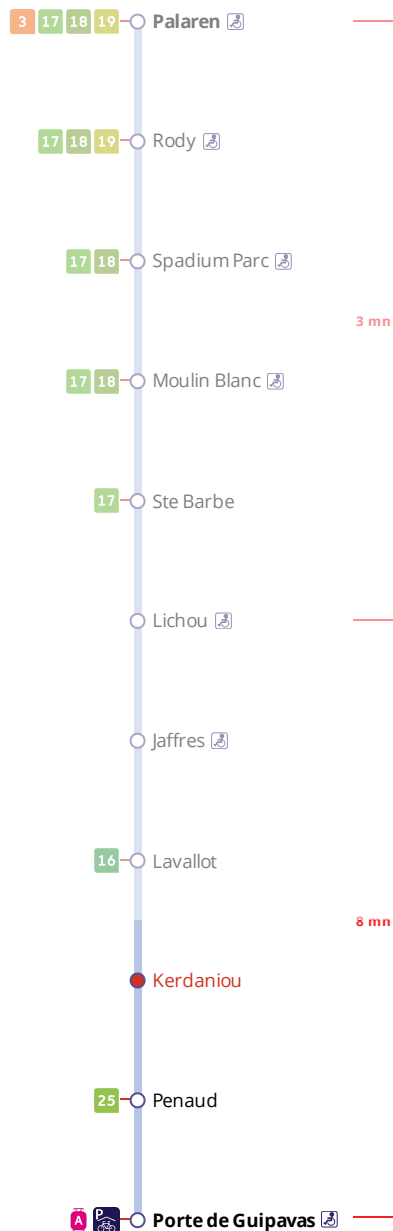 3 17 18 19 Palaren
17 18 19 Rody
17 18 Spadium Parc
3 mn
17 18 Moulin Blanc
17 Ste Barbe
Lichou
Jaffres
16 Lavallot
8 mn
Kerdaniou
25 Penaud
A P Porte de Guipavas